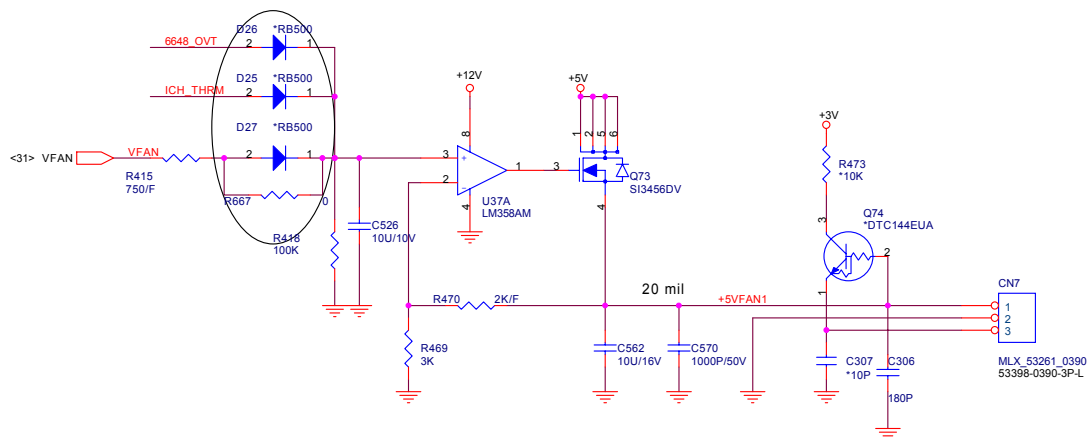 D26 *RB500
6648_OVT 2 1
D25 *RB500
ICH_THRM 2 1
D27 *RB500
<31> VFAN VFAN 2 1
R415
750/F
R667 0
R418
100K
C526
10U/10V
+12V
8
3 +
2 -
1
4
U37A
LM358AM
+5V
1 2 5 6
3
Q73
SI3456DV
4
+3V
R473
*10K
Q74
3 *DTC144EUA
2
1
20 mil
R470 2K/F
+5VFAN1
CN7
1
2
3
R469
3K
C562
10U/16V
C570
1000P/50V
C307
*10P
C306
180P
MLX_53261_0390
53398-0390-3P-L